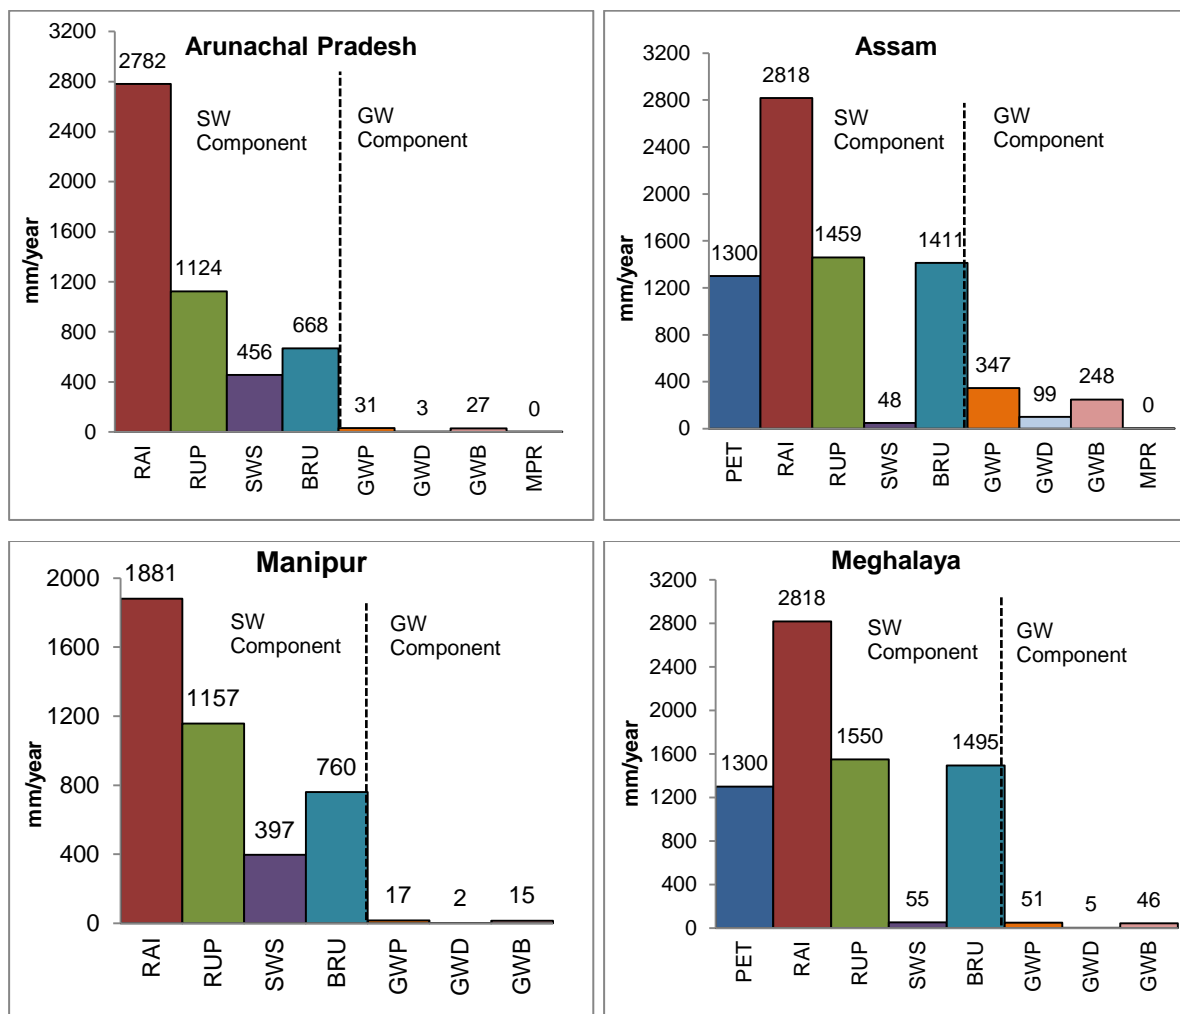 Arunachal Pradesh
mm/year
3200
2800
2400
2000
1600
1200
800
400
0
2782
1124
456
668
31
3
27
0
SW
Component
GW
Component
RAI
RUP
SWS
BRU
GWP
GWD
GWB
MPR
Assam
mm/year
3200
2800
2400
2000
1600
1200
800
400
0
1300
2818
1459
48
1411
347
99
248
0
SW
Component
GW
Component
PET
RAI
RUP
SWS
BRU
GWP
GWD
GWB
MPR
Manipur
mm/year
2000
1600
1200
800
400
0
1881
1157
397
760
17
2
15
SW
Component
GW
Component
RAI
RUP
SWS
BRU
GWP
GWD
GWB
Meghalaya
mm/year
3200
2800
2400
2000
1600
1200
800
400
0
1300
2818
1550
55
1495
51
5
46
SW
Component
GW
Component
PET
RAI
RUP
SWS
BRU
GWP
GWD
GWB